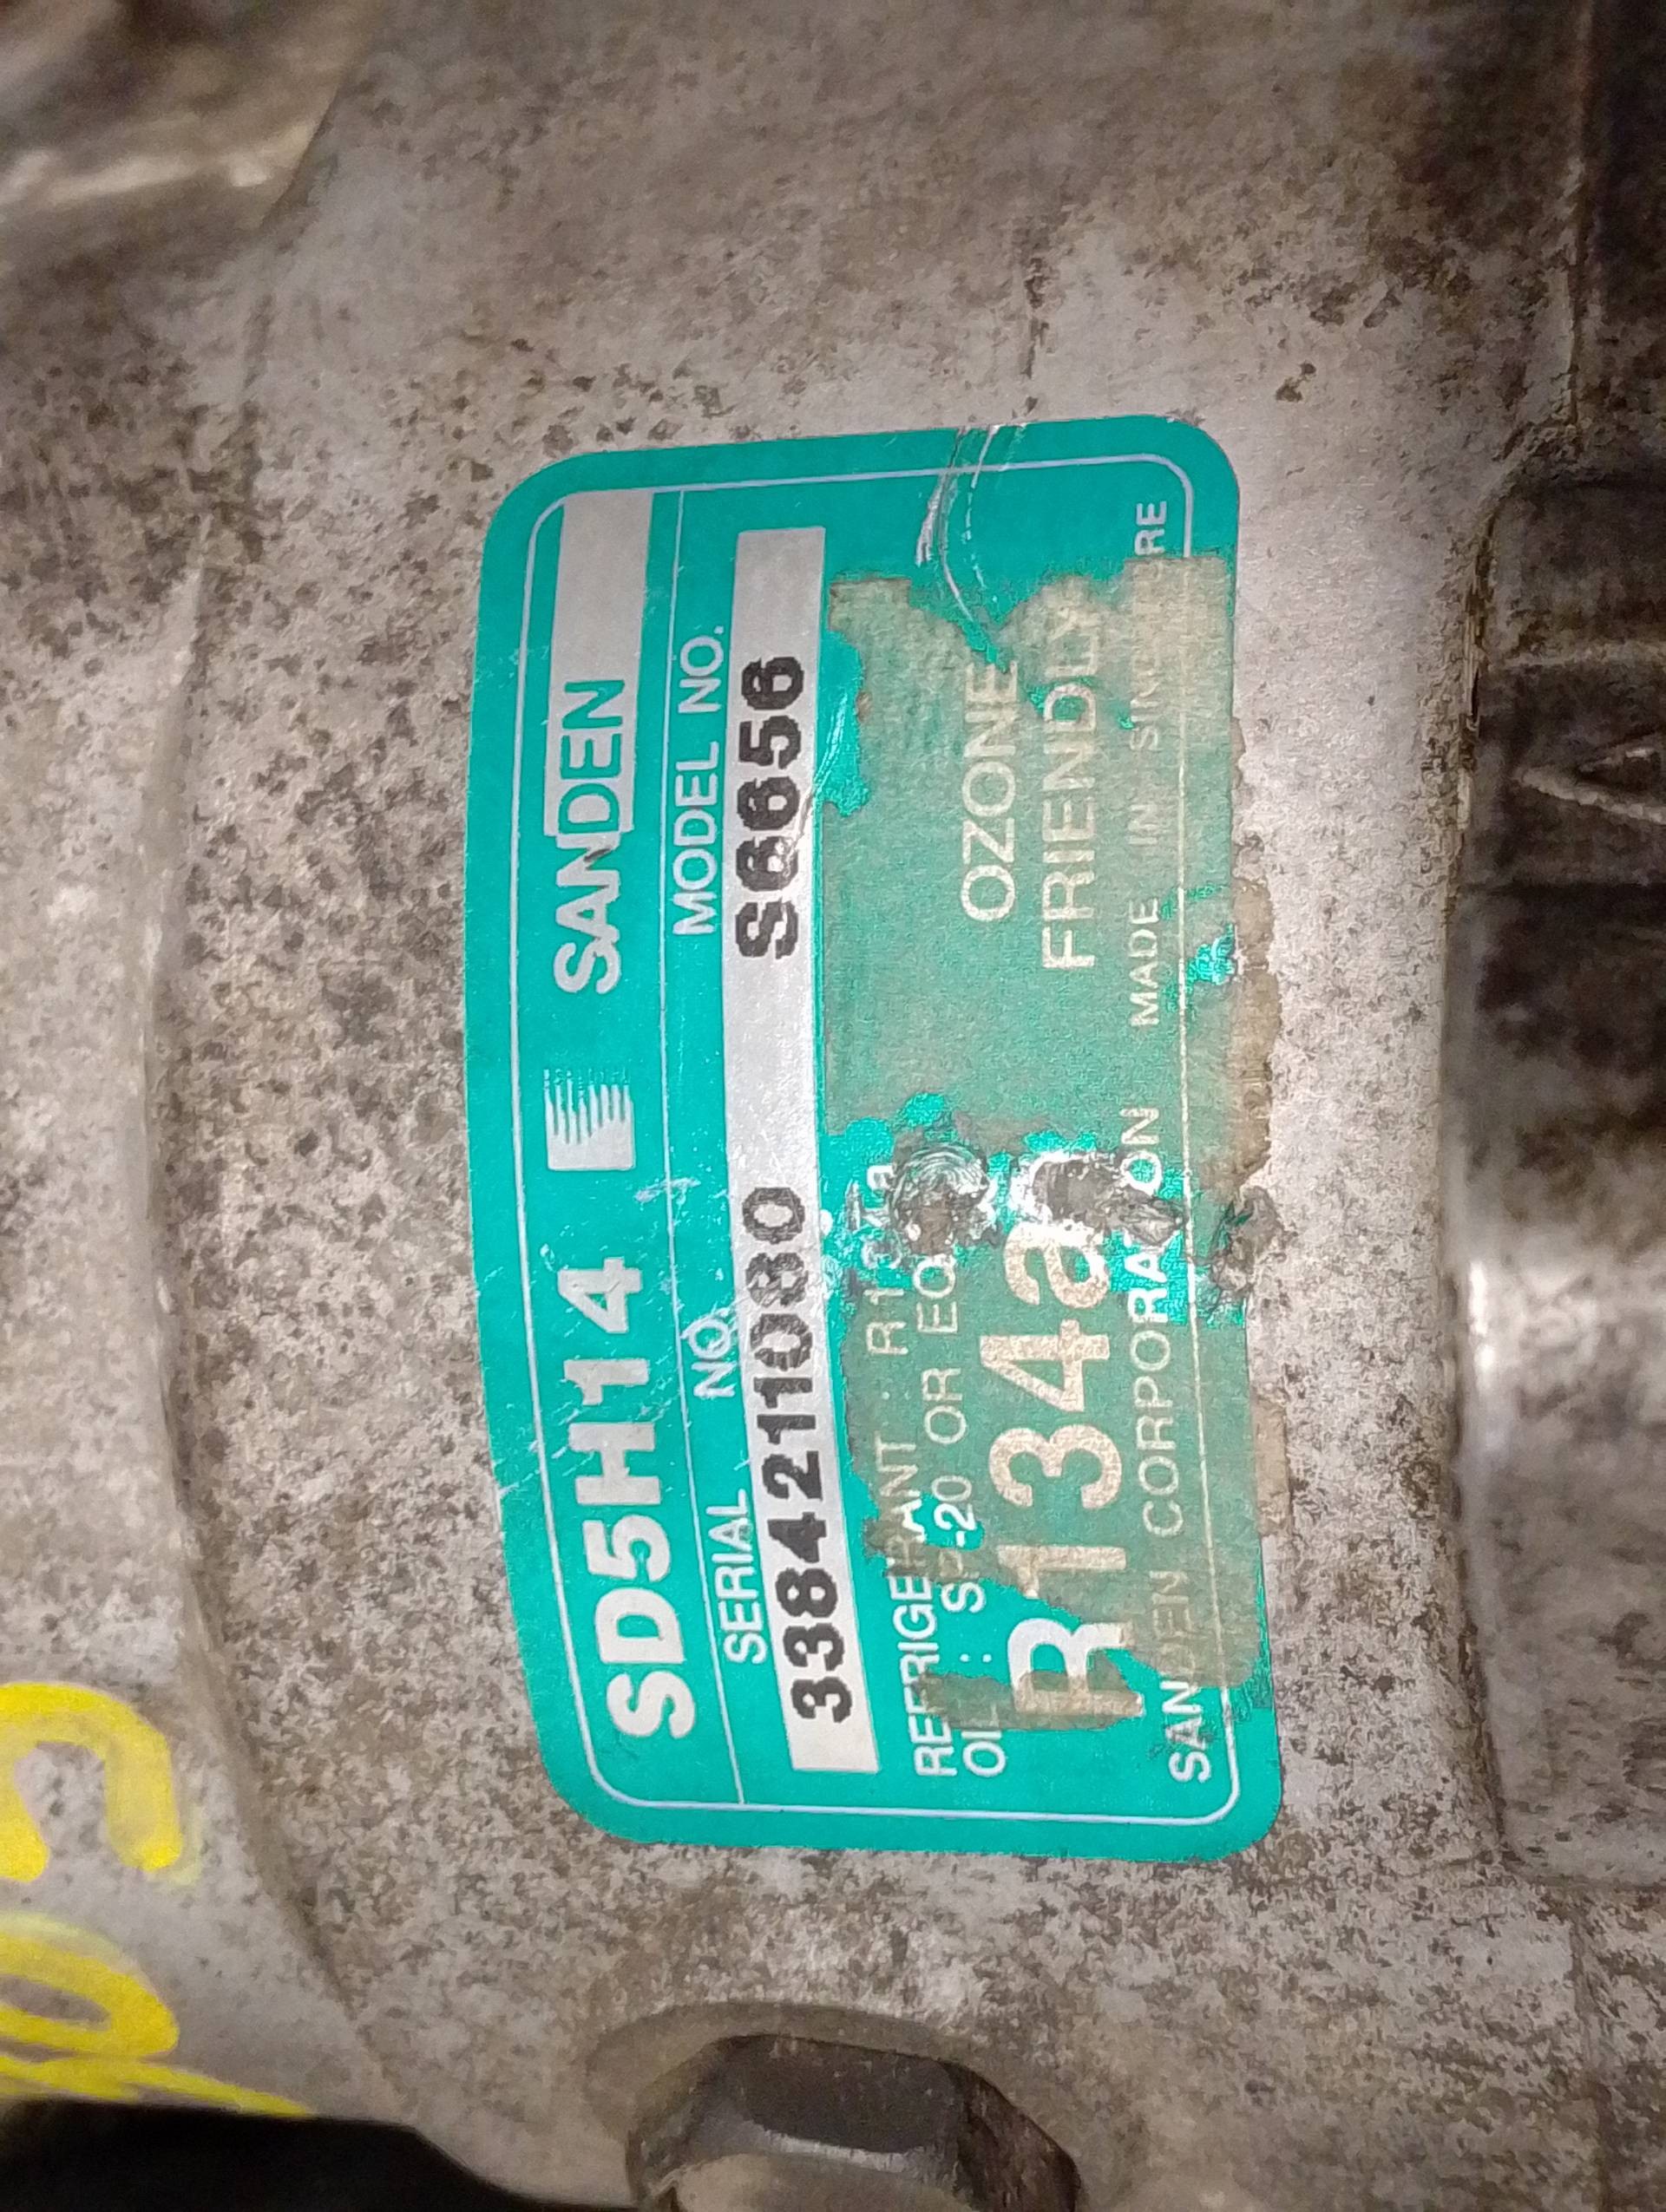 SD5H14 SANDEN
SERIAL NO. MODEL NO.
33842110830 S6656
REFRIGERANT : R134a
OIL : SP-20 OR EQ
R134a OZONE
FRIENDLY
SANDEN CORPORATION MADE IN SINGAPORE